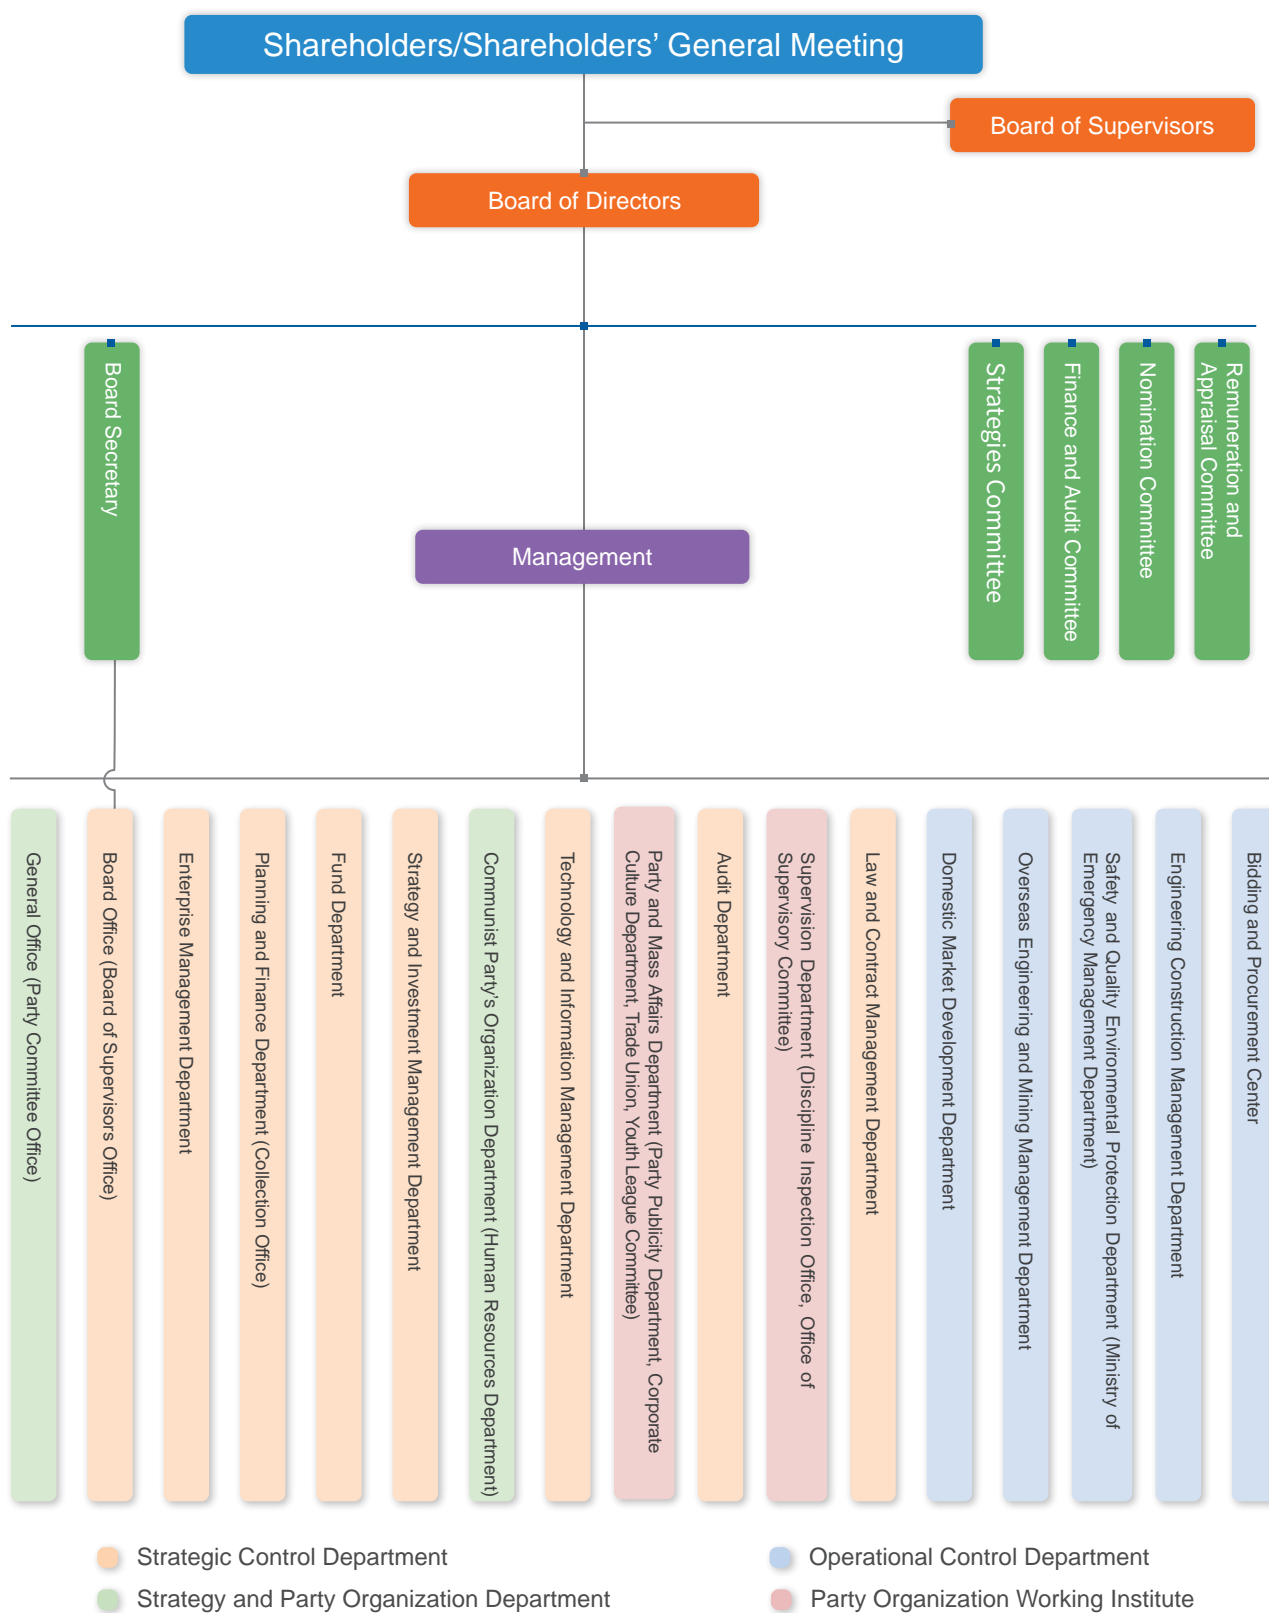 Shareholders/Shareholders’ General Meeting
Board of Supervisors
Board of Directors
Board Secretary
Strategies Committee
Finance and Audit Committee
Nomination Committee
Remuneration and
Appraisal Committee
Management
General Office (Party Committee Office)
Board Office (Board of Supervisors Office)
Enterprise Management Department
Planning and Finance Department (Collection Office)
Fund Department
Strategy and Investment Management Department
Communist Party's Organization Department (Human Resources Department)
Technology and Information Management Department
Party and Mass Affairs Department (Party Publicity Department, Corporate
Culture Department, Trade Union, Youth League Committee)
Audit Department
Supervision Department (Discipline Inspection Office, Office of
Supervisory Committee)
Law and Contract Management Department
Domestic Market Development Department
Overseas Engineering and Mining Management Department
Safety and Quality Environmental Protection Department (Ministry of
Emergency Management Department)
Engineering Construction Management Department
Bidding and Procurement Center
Strategic Control Department
Operational Control Department
Strategy and Party Organization Department
Party Organization Working Institute